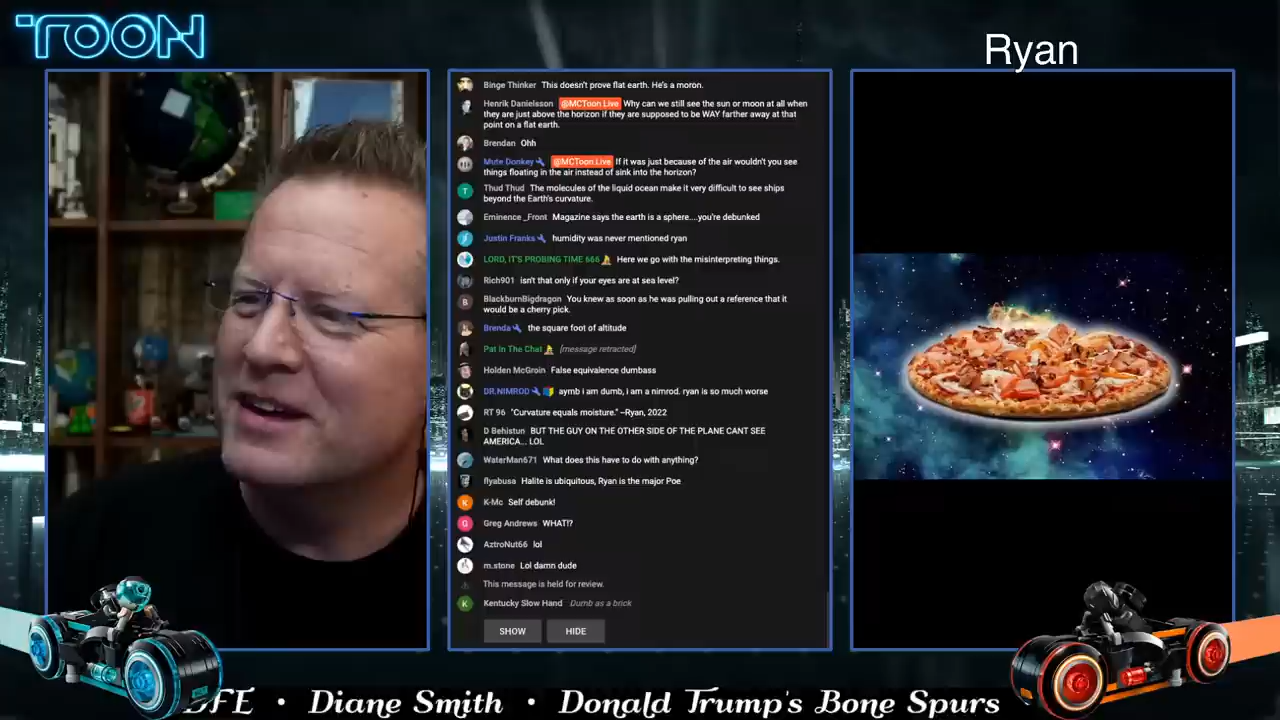 TOON
Ryan
Binge Thinker This doesn't prove flat earth. He's a moron.
Henrik Danielsson @MCToon.Live Why can we still see the sun or moon at all when
they are just above the horizon if they are supposed to be WAY farther away at that
point on a flat earth.
Brendan Ohh
Mute Donkey @MCToon.Live If it was just because of the air wouldn't you see
things floating in the air instead of sink into the horizon?
T Thud Thud The molecules of the liquid ocean make it very difficult to see ships
beyond the Earth's curvature.
Eminence _Front Magazine says the earth is a sphere....you're debunked
Justin Franks humidity was never mentioned ryan
LORD, IT'S PROBING TIME 666 Here we go with the misinterpreting things.
Rich901 isn't that only if your eyes are at sea level?
B BlackburnBigdragon You knew as soon as he was pulling out a reference that it
would be a cherry pick.
Brenda the square foot of altitude
Pat In The Chat [message retracted]
Holden McGroin False equivalence dumbass
DR.NIMROD aymb i am dumb, i am a nimrod. ryan is so much worse
RT 96 "Curvature equals moisture." –Ryan, 2022
D Behistun BUT THE GUY ON THE OTHER SIDE OF THE PLANE CANT SEE
AMERICA... LOL
WaterMan671 What does this have to do with anything?
flyabusa Halite is ubiquitous, Ryan is the major Poe
K K-Mc Self debunk!
G Greg Andrews WHAT!?
AztroNut66 lol
m.stone Lol damn dude
This message is held for review.
K Kentucky Slow Hand Dumb as a brick
SHOW HIDE
FE • Diane Smith • Donald Trump's Bone Spurs